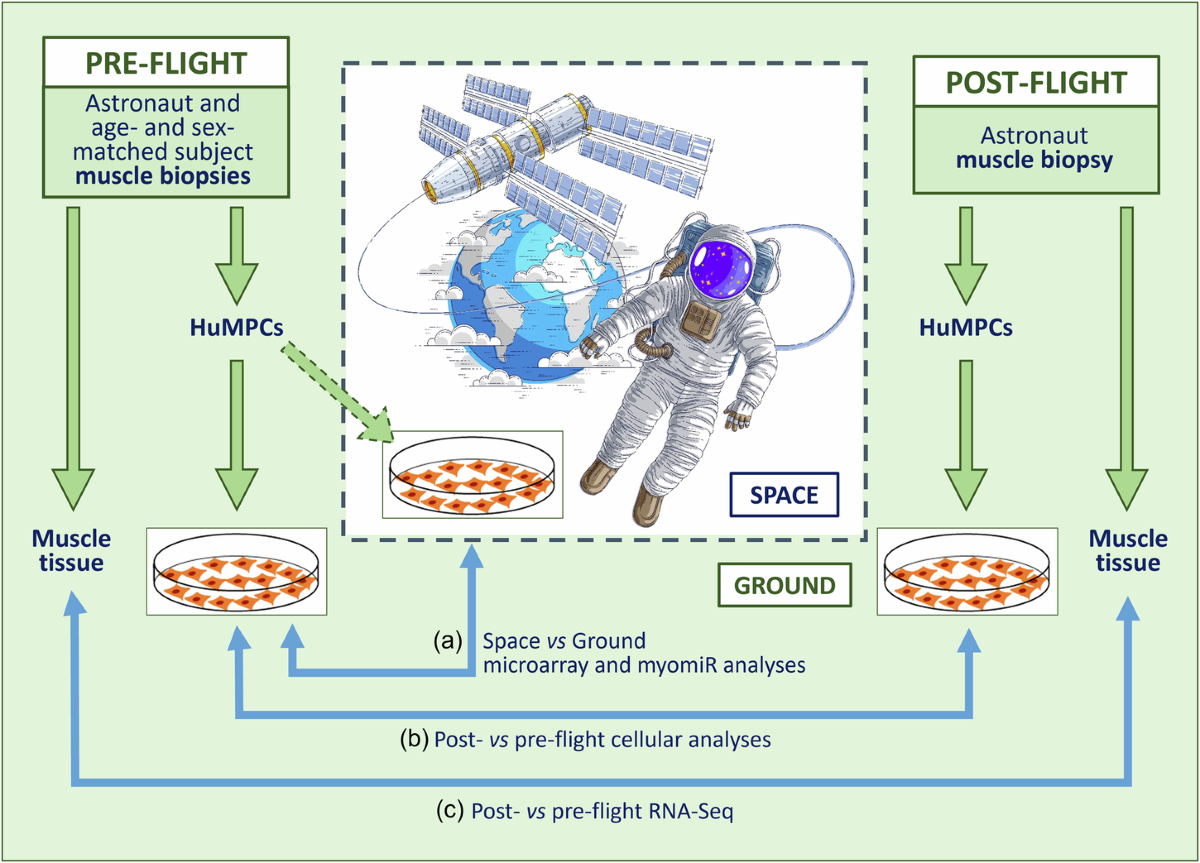 PRE-FLIGHT
Astronaut and
age- and sex-
matched subject
muscle biopsies
HuMPCs
Muscle
tissue
SPACE
GROUND
POST-FLIGHT
Astronaut
muscle biopsy
HuMPCs
Muscle
tissue
(a) Space vs Ground
microarray and myomiR analyses
(b) Post- vs pre-flight cellular analyses
(c) Post- vs pre-flight RNA-Seq